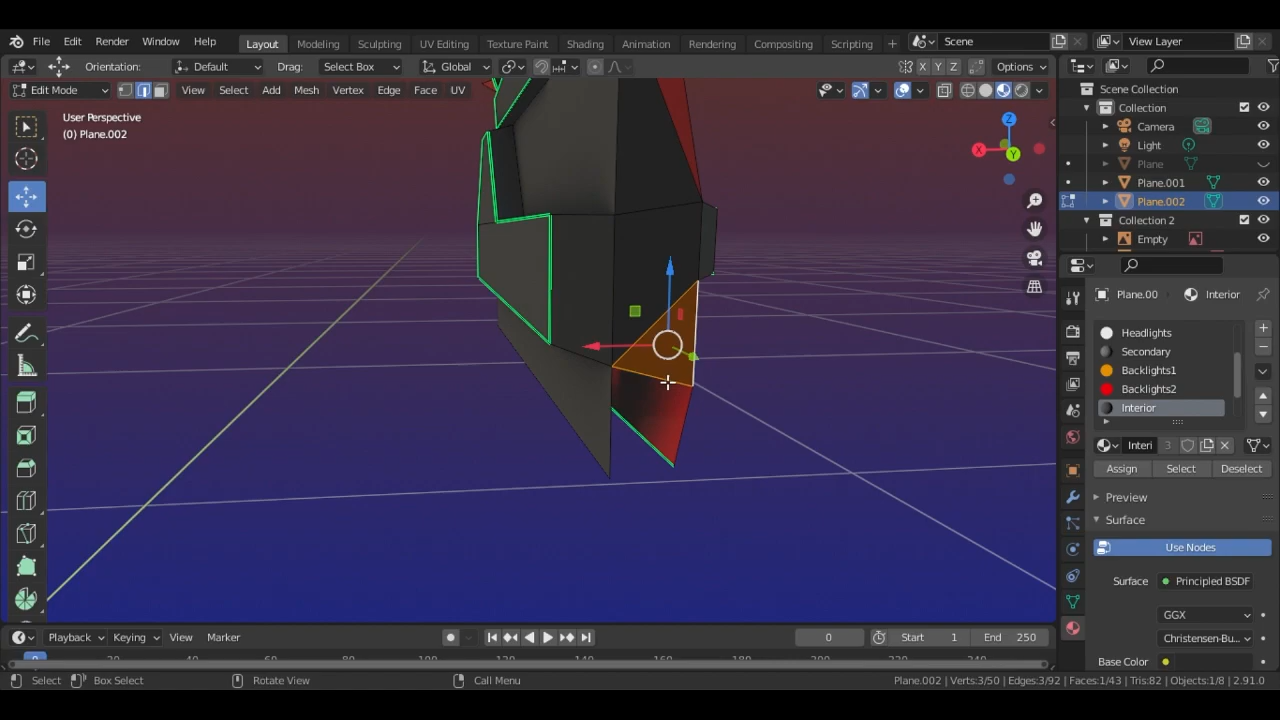 File Edit Render Window Help Layout Modeling Sculpting UV Editing Texture Paint Shading Animation Rendering Compositing Scripting + Scene View Layer
Orientation: Default Drag: Select Box Global X Y Z Options
Edit Mode View Select Add Mesh Vertex Edge Face UV
User Perspective
(0) Plane.002
Z
X
Y
Scene Collection
Collection
Camera
Light
Plane
Plane.001
Plane.002
Collection 2
Empty
Plane.00 Interior
Headlights
Secondary
Backlights1
Backlights2
Interior
Interi 3
Assign Select Deselect
Preview
Surface
Use Nodes
Surface Principled BSDF
GGX
Christensen-Bu...
Base Color
Playback Keying View Marker 0 Start 1 End 250
0
Select Box Select Rotate View Call Menu Plane.002 | Verts:3/50 | Edges:3/92 | Faces:1/43 | Tris:82 | Objects:1/8 | 2.91.0